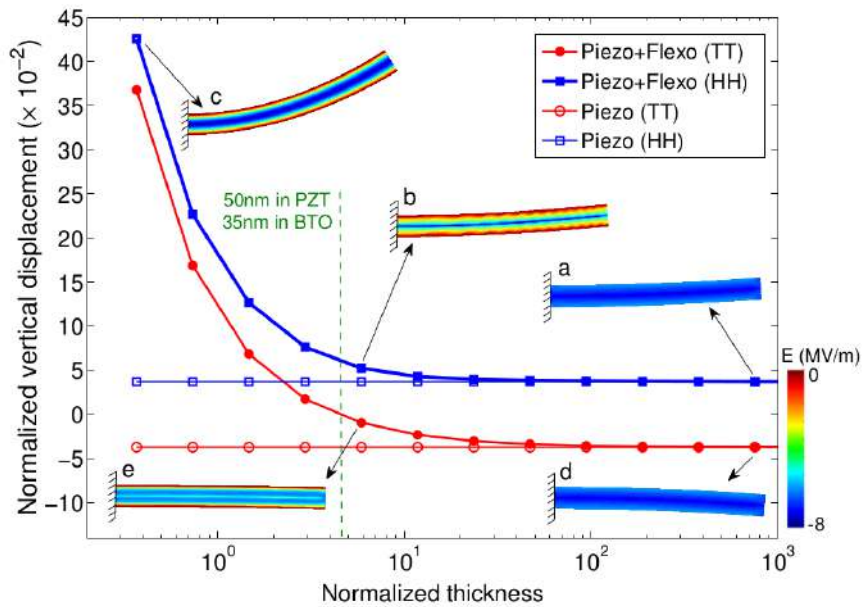 45
40
35
30
25
20
15
10
5
0
−5
−10
Normalized vertical displacement (× 10⁻²)
Piezo+Flexo (TT)
Piezo+Flexo (HH)
Piezo (TT)
Piezo (HH)
c
50nm in PZT
35nm in BTO
b
a
E (MV/m)
0
-8
e
d
10⁰
10¹
10²
10³
Normalized thickness